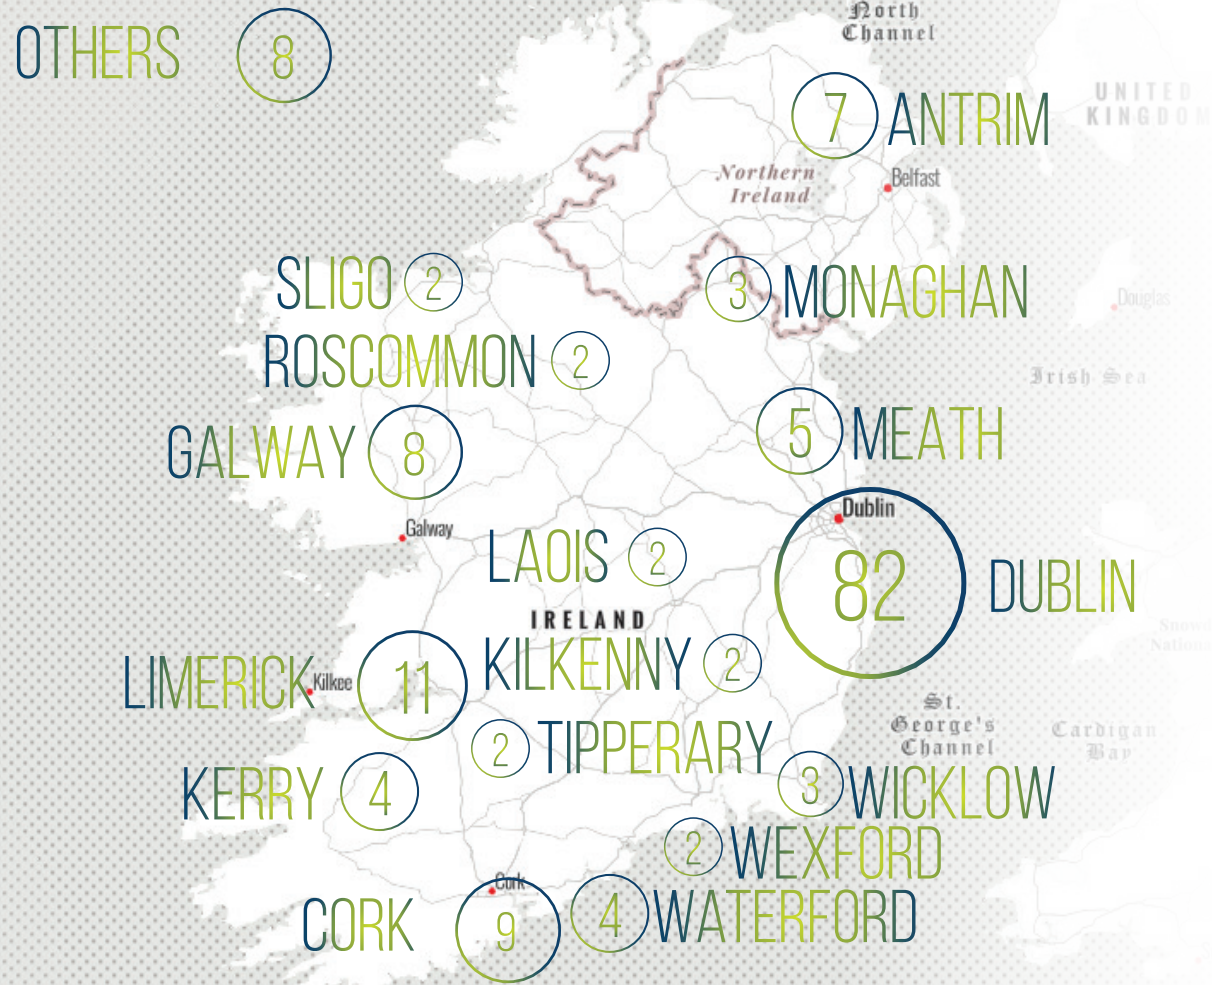 North
Channel
OTHERS 8
UNITED
KINGDOM
7 ANTRIM
Northern
Ireland
Belfast
SLIGO 2
3 MONAGHAN
Douglas
ROSCOMMON 2
Irish Sea
GALWAY 8
5 MEATH
Dublin
Galway
LAOIS 2
82 DUBLIN
IRELAND
Snowd
Nationa
LIMERICK Kilkee 11
KILKENNY 2
St.
George's
Channel
Cardigan
Bay
2 TIPPERARY
KERRY 4
3 WICKLOW
2 WEXFORD
Cork
CORK 9
4 WATERFORD